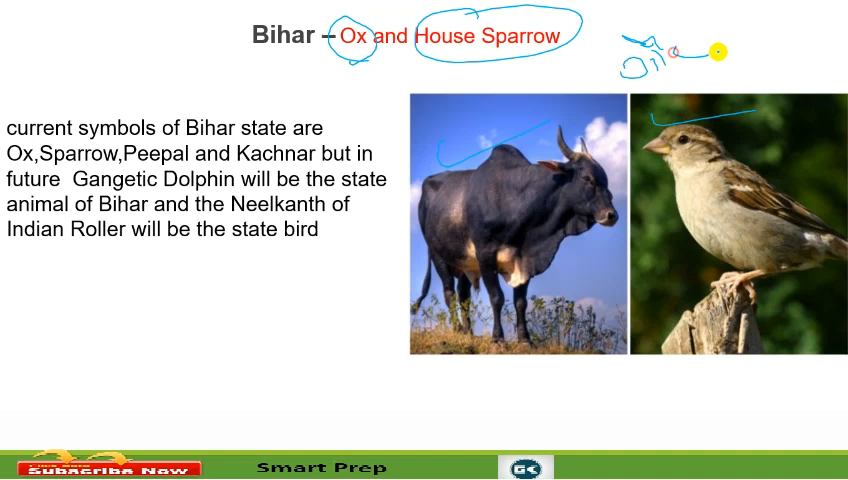 Bihar – Ox and House Sparrow
current symbols of Bihar state are
Ox,Sparrow,Peepal and Kachnar but in
future Gangetic Dolphin will be the state
animal of Bihar and the Neelkanth of
Indian Roller will be the state bird
Subscribe Now
Smart Prep
GK